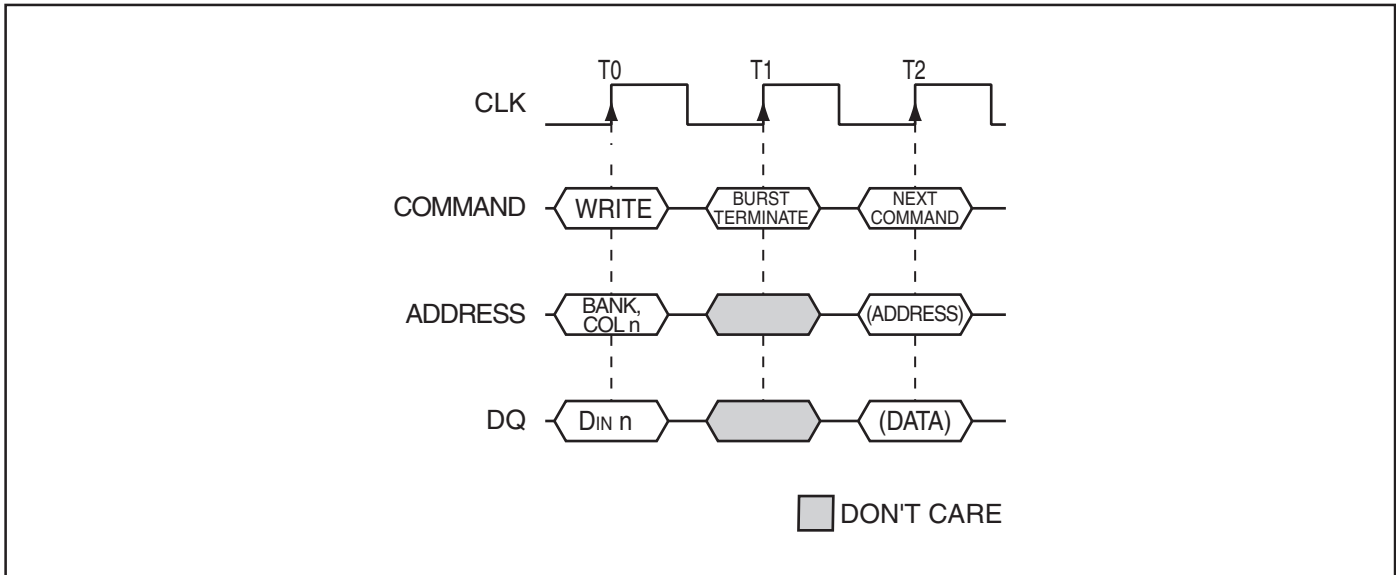 T0 T1 T2
CLK
COMMAND WRITE BURST TERMINATE NEXT COMMAND
ADDRESS BANK, COL n (ADDRESS)
DQ DIN n (DATA)
DON'T CARE